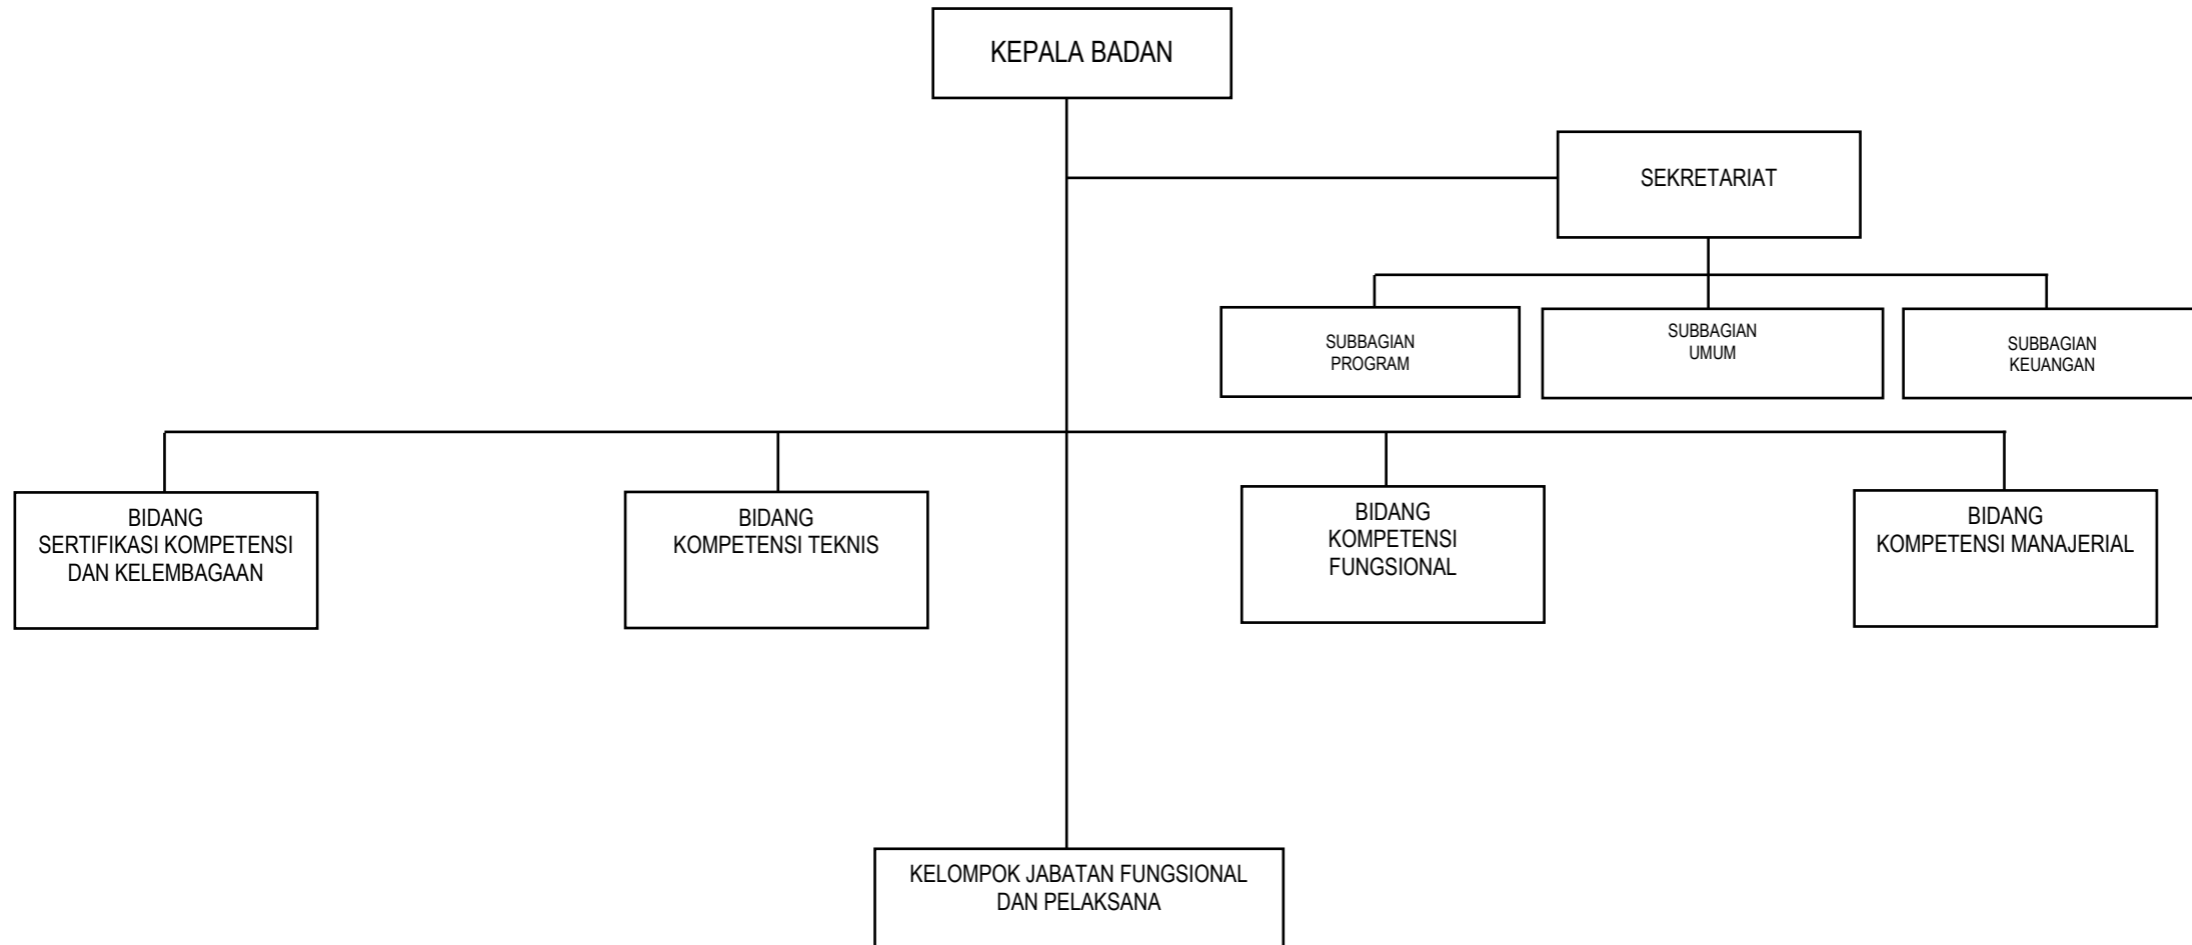 KEPALA BADAN
SEKRETARIAT
SUBBAGIAN
PROGRAM
SUBBAGIAN
UMUM
SUBBAGIAN
KEUANGAN
BIDANG
SERTIFIKASI KOMPETENSI
DAN KELEMBAGAAN
BIDANG
KOMPETENSI TEKNIS
BIDANG
KOMPETENSI
FUNGSIONAL
BIDANG
KOMPETENSI MANAJERIAL
KELOMPOK JABATAN FUNGSIONAL
DAN PELAKSANA